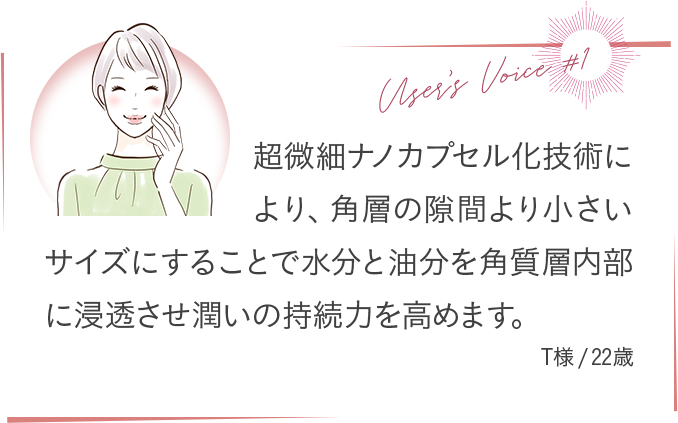 User's Voice #1
超微細ナノカプセル化技術に
より、角層の隙間より小さい
サイズにすることで水分と油分を角質層内部
に浸透させ潤いの持続力を高めます。
T様 / 22歳